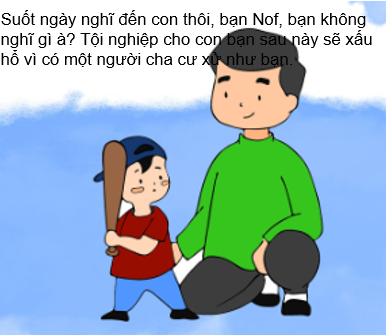 Suốt ngày nghĩ đến con thôi, bạn Nof, bạn không
nghĩ gì à? Tội nghiệp cho con bạn sau này sẽ xấu
hỗ vì có một người cha cư xử như bạn.